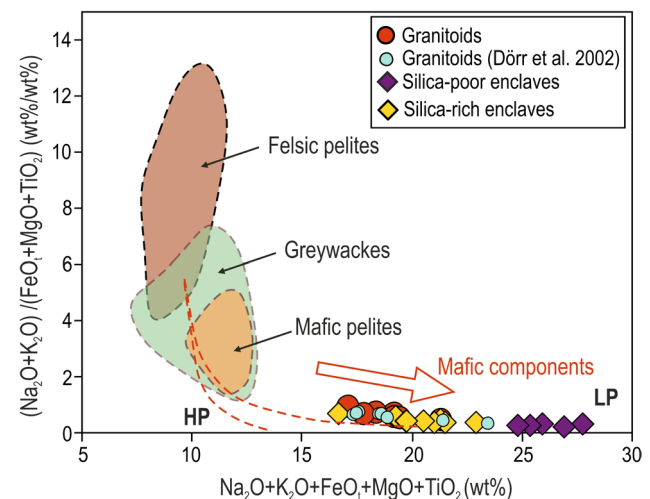 (Na₂O+K₂O) /(FeOₜ+MgO+TiO₂) (wt%/wt%)
14
12
10
8
6
4
2
0
Granitoids
Granitoids (Dörr et al. 2002)
Silica-poor enclaves
Silica-rich enclaves
Felsic pelites
Greywackes
Mafic pelites
Mafic components
HP
LP
5
10
15
20
25
30
Na₂O+K₂O+FeOₜ+MgO+TiO₂ (wt%)